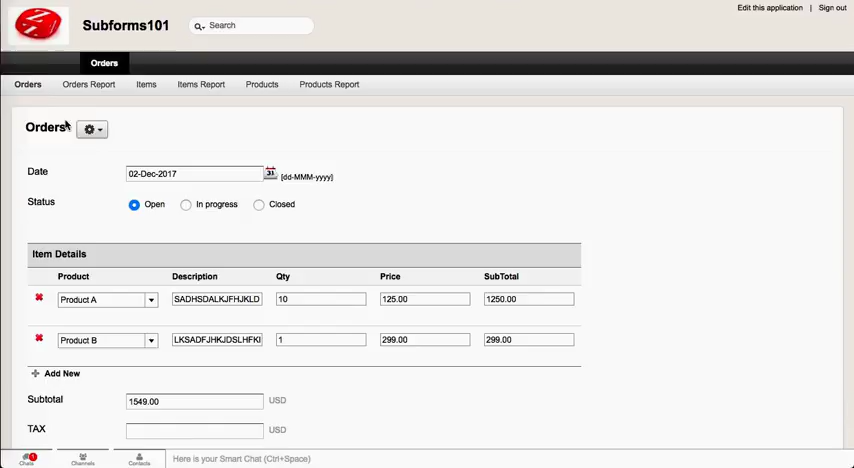 Edit this application | Sign out
Subforms101
Search
Orders
Orders Orders Report Items Items Report Products Products Report
Orders
Date 02-Dec-2017 31 [dd-MMM-yyyy]
Status Open In progress Closed
Item Details
Product Description Qty Price SubTotal
Product A SADHSDALKJFHJKLD 10 125.00 1250.00
Product B LKSADFJHKJDSLHFKI 1 299.00 299.00
Add New
Subtotal 1549.00 USD
TAX USD
1
Chats Channels Contacts Here is your Smart Chat (Ctrl+Space)